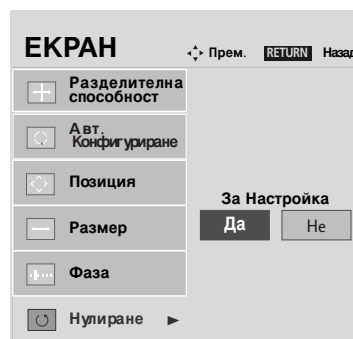 ЕКРАН
Прем. RETURN Назад
Разделителна
способност
Авт.
Конфигуриране
Позиция
Размер
Фаза
Нулиране
За Настройка
Да Не